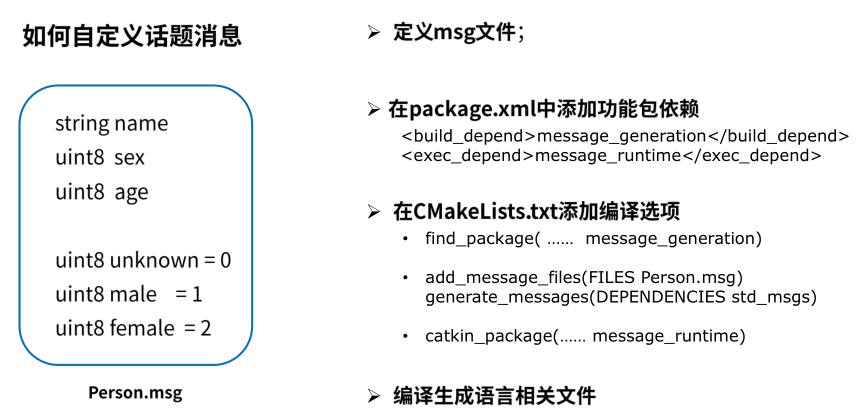 如何自定义话题消息
string name
uint8 sex
uint8 age
uint8 unknown = 0
uint8 male = 1
uint8 female = 2
Person.msg
➢ 定义msg文件；
➢ 在package.xml中添加功能包依赖
<build_depend>message_generation</build_depend>
<exec_depend>message_runtime</exec_depend>
➢ 在CMakeLists.txt添加编译选项
• find_package( …… message_generation)
• add_message_files(FILES Person.msg)
generate_messages(DEPENDENCIES std_msgs)
• catkin_package(…… message_runtime)
➢ 编译生成语言相关文件